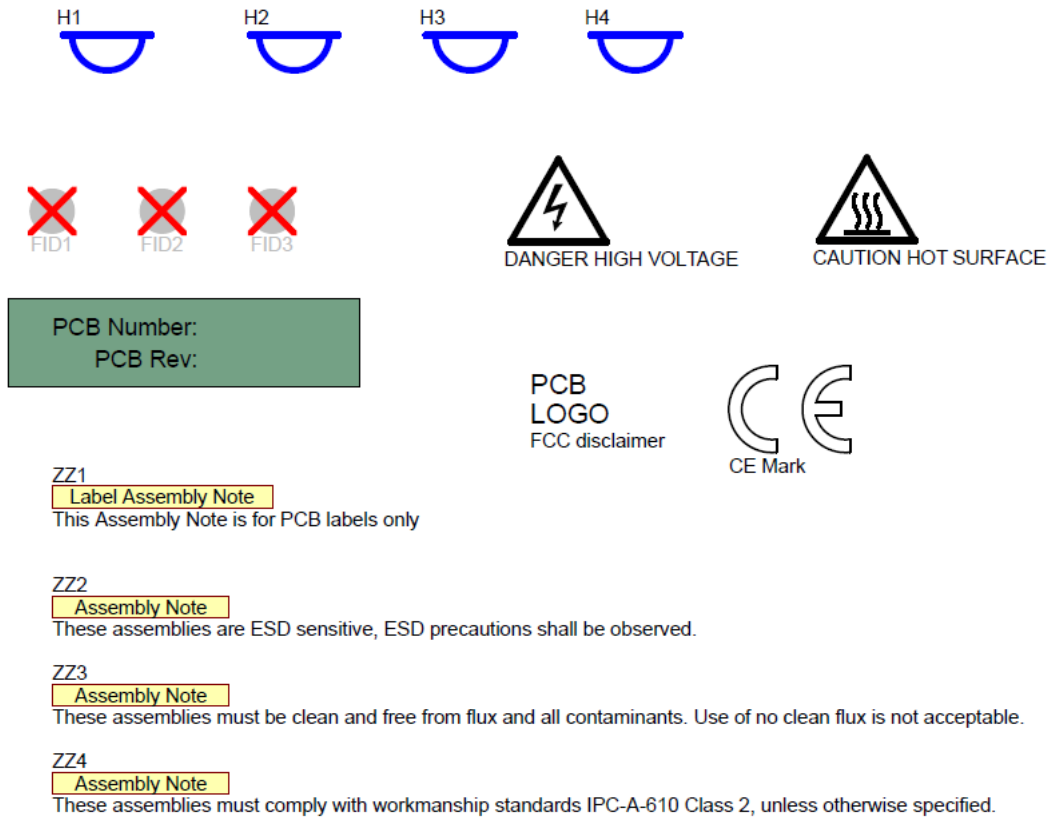 H1
H2
H3
H4
FID1
FID2
FID3
DANGER HIGH VOLTAGE
CAUTION HOT SURFACE
PCB Number:
PCB Rev:
PCB
LOGO
FCC disclaimer
CE
CE Mark
ZZ1
Label Assembly Note
This Assembly Note is for PCB labels only
ZZ2
Assembly Note
These assemblies are ESD sensitive, ESD precautions shall be observed.
ZZ3
Assembly Note
These assemblies must be clean and free from flux and all contaminants. Use of no clean flux is not acceptable.
ZZ4
Assembly Note
These assemblies must comply with workmanship standards IPC-A-610 Class 2, unless otherwise specified.